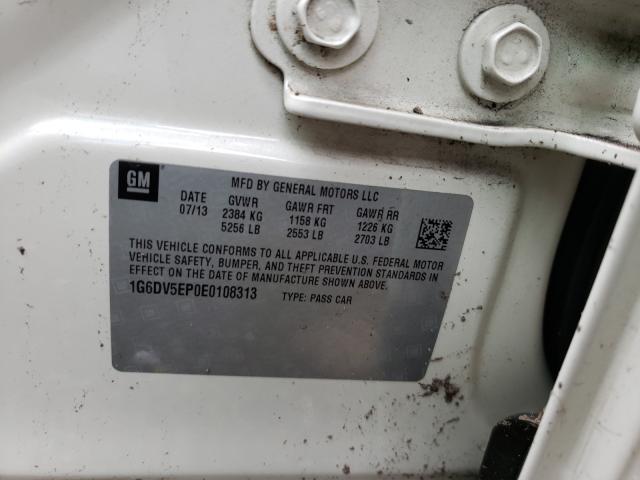 GM
MFD BY GENERAL MOTORS LLC
DATE GVWR GAWR FRT GAWR RR
07/13 2384 KG 1158 KG 1226 KG
5256 LB 2553 LB 2703 LB
THIS VEHICLE CONFORMS TO ALL APPLICABLE U.S. FEDERAL MOTOR
VEHICLE SAFETY, BUMPER, AND THEFT PREVENTION STANDARDS IN
EFFECT ON THE DATE OF MANUFACTURE SHOWN ABOVE.
1G6DV5EP0E0108313 TYPE: PASS CAR